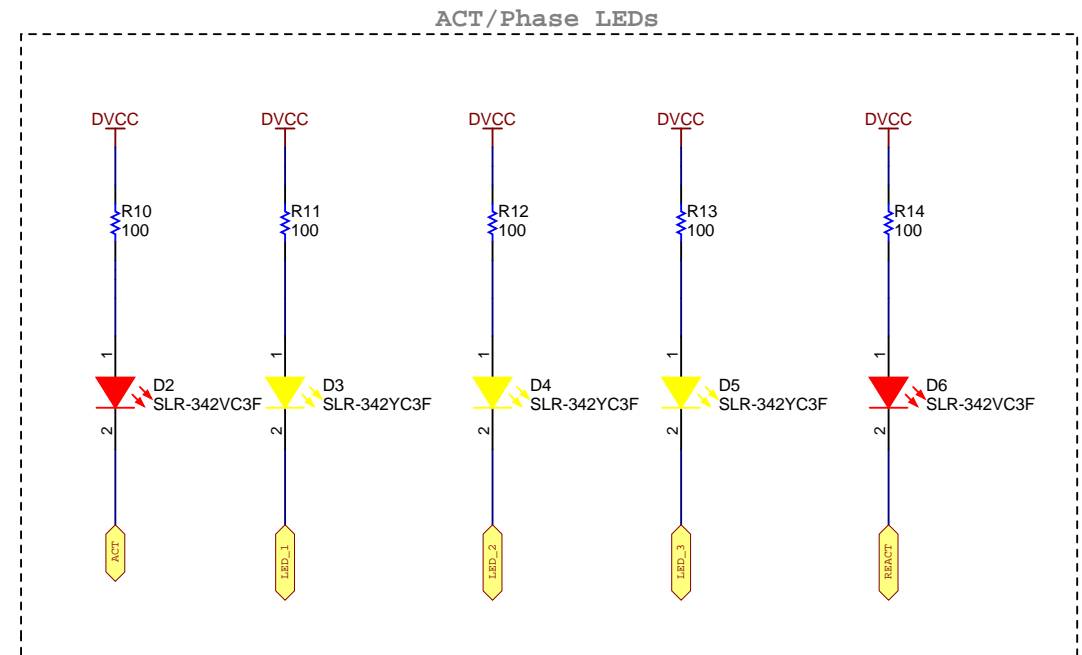 ACT/Phase LEDs
DVCC DVCC DVCC DVCC DVCC
R10 R11 R12 R13 R14
100 100 100 100 100
1 1 1 1 1
D2 D3 D4 D5 D6
SLR-342VC3F SLR-342YC3F SLR-342YC3F SLR-342YC3F SLR-342VC3F
2 2 2 2 2
ACT LED_1 LED_2 LED_3 REACT